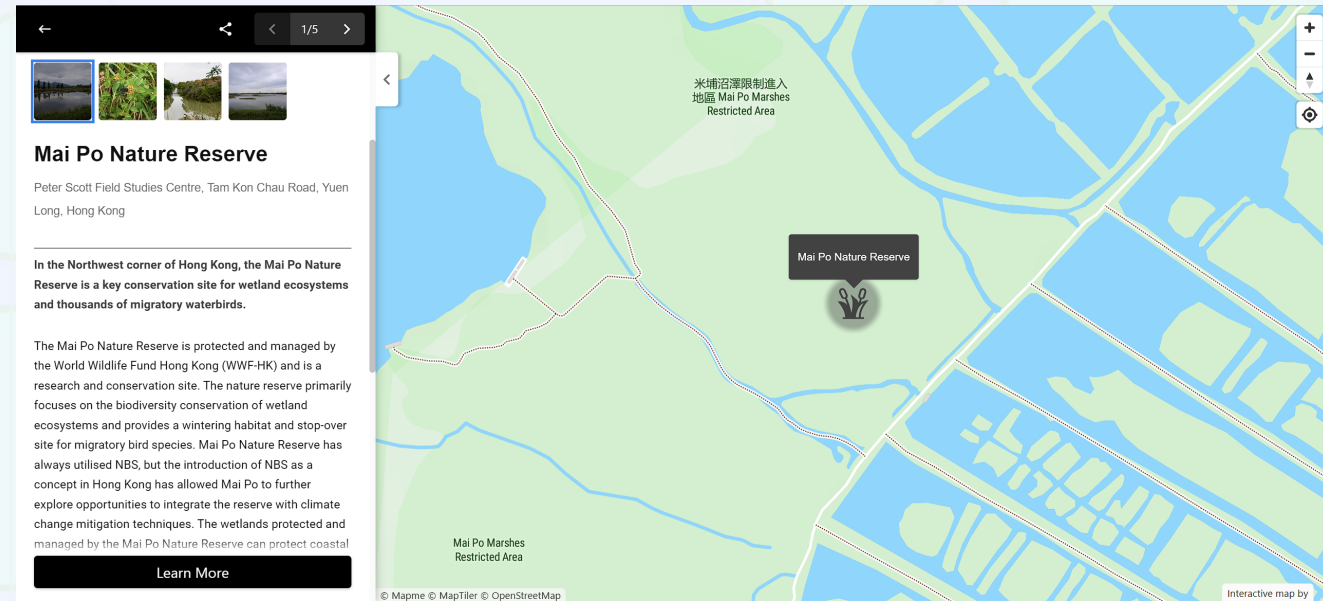 1/5
Mai Po Nature Reserve
Peter Scott Field Studies Centre, Tam Kon Chau Road, Yuen
Long, Hong Kong
In the Northwest corner of Hong Kong, the Mai Po Nature
Reserve is a key conservation site for wetland ecosystems
and thousands of migratory waterbirds.
The Mai Po Nature Reserve is protected and managed by
the World Wildlife Fund Hong Kong (WWF-HK) and is a
research and conservation site. The nature reserve primarily
focuses on the biodiversity conservation of wetland
ecosystems and provides a wintering habitat and stop-over
site for migratory bird species. Mai Po Nature Reserve has
always utilised NBS, but the introduction of NBS as a
concept in Hong Kong has allowed Mai Po to further
explore opportunities to integrate the reserve with climate
change mitigation techniques. The wetlands protected and
managed by the Mai Po Nature Reserve can protect coastal
Learn More
米埔沼澤限制進入
地區 Mai Po Marshes
Restricted Area
Mai Po Nature Reserve
Mai Po Marshes
Restricted Area
© Mapme © MapTiler © OpenStreetMap
Interactive map by